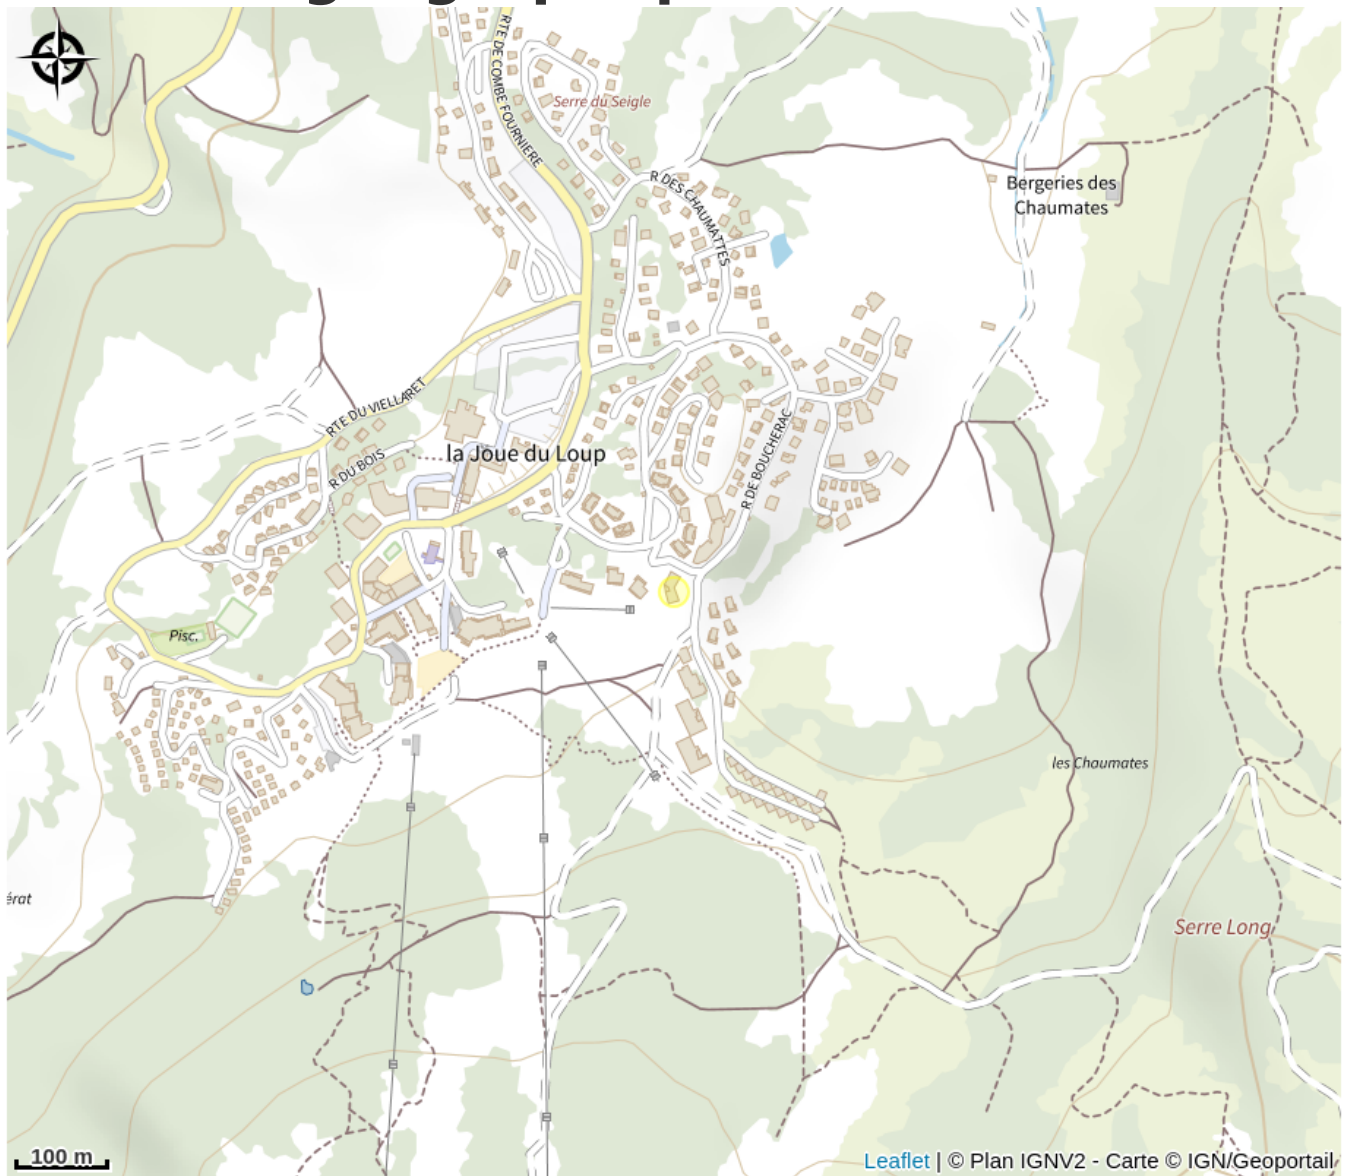 RTE DE COMBE FOURNIERE
Serre du Seigle
R DES CHAUMATTES
Bergeries des
Chaumates
RTE DU VIELLARET
R DU BOIS
la Joue du Loup
R DE BOUCHERAC
Pisc.
les Chaumates
érat
Serre Long
100 m
Leaflet | © Plan IGNV2 - Carte © IGN/Geoportail